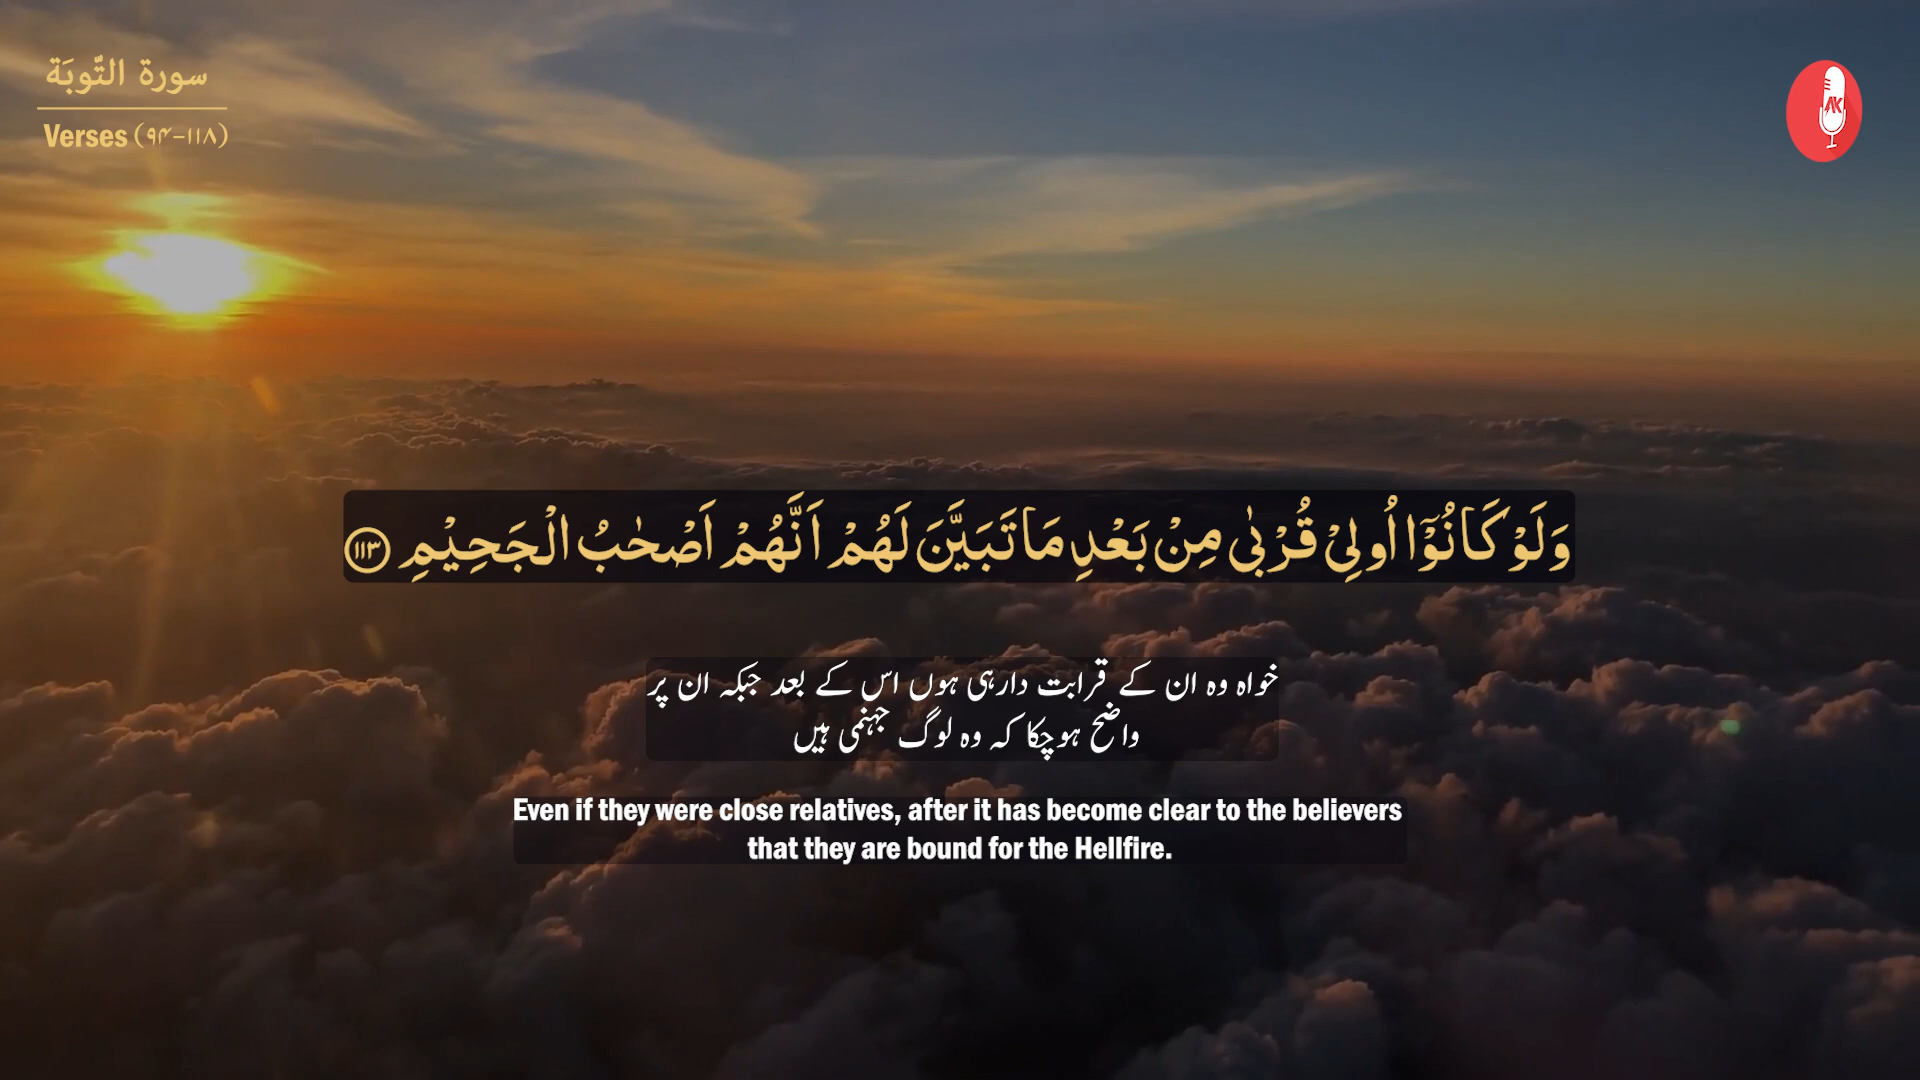 سورة التَّوبَة
Verses (۹۴-۱۱۸)
AK
وَلَوْ كَانُوْٓا اُولِيْ قُرْبٰى مِنْۢ بَعْدِ مَا تَبَيَّنَ لَهُمْ اَنَّهُمْ اَصْحٰبُ الْجَحِيْمِ ۝۱۱۳
خواہ وہ ان کے قرابت دار ہی ہوں اس کے بعد جبکہ ان پر
واضح ہوچکا کہ وہ لوگ جہنمی ہیں
Even if they were close relatives, after it has become clear to the believers
that they are bound for the Hellfire.